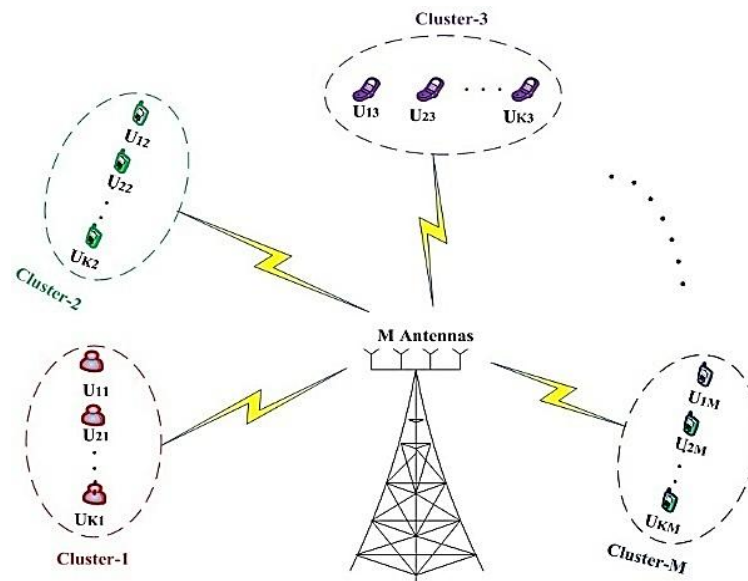 Cluster-3
U13 U23 . . . . UK3
U12
U22
UK2
Cluster-2
M Antennas
U11
U21
UK1
Cluster-1
U1M
U2M
UKM
Cluster-M